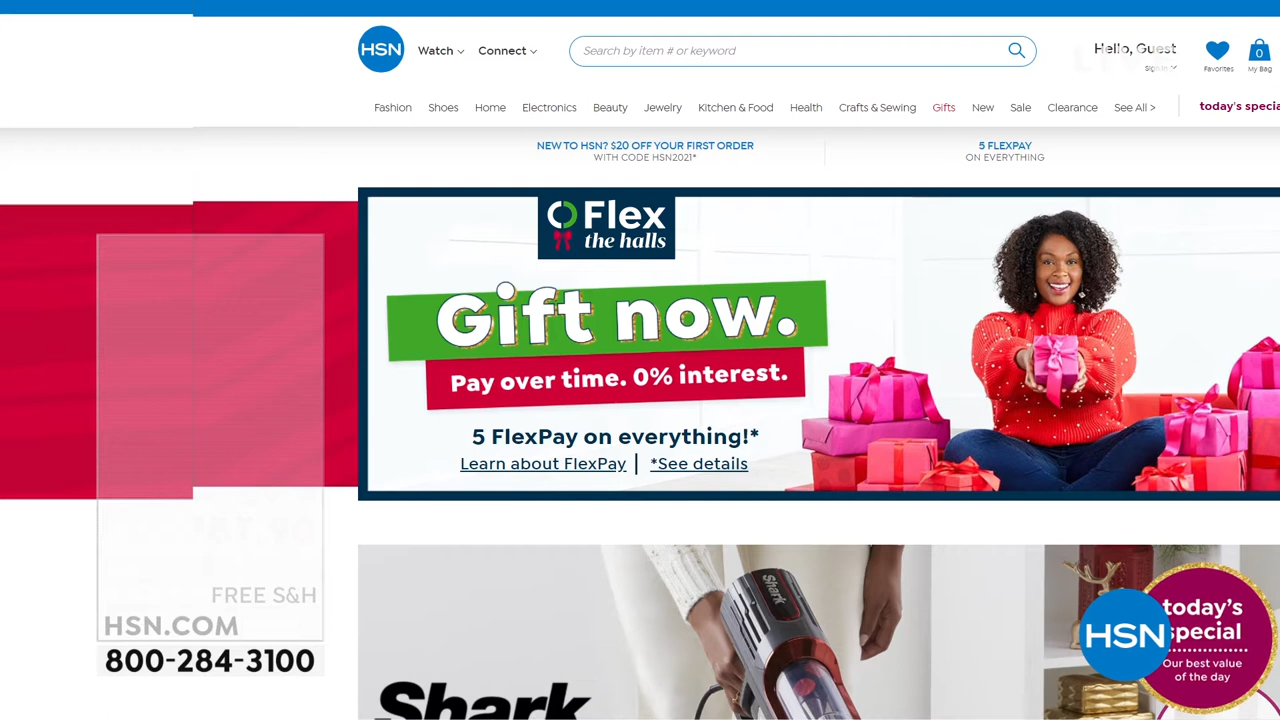 HSN
Watch
Connect
Search by item # or keyword
Hello, Guest
Sign In
Favorites
0
My Bag
Fashion
Shoes
Home
Electronics
Beauty
Jewelry
Kitchen & Food
Health
Crafts & Sewing
Gifts
New
Sale
Clearance
See All >
today's specia
NEW TO HSN? $20 OFF YOUR FIRST ORDER
WITH CODE HSN2021*
5 FLEXPAY
ON EVERYTHING
Flex
the halls
Gift now.
Pay over time. 0% interest.
5 FlexPay on everything!*
Learn about FlexPay | *See details
FREE S&H
HSN.COM
800-284-3100
Shark
Shark
HSN
today's
special
Our best value
of the day